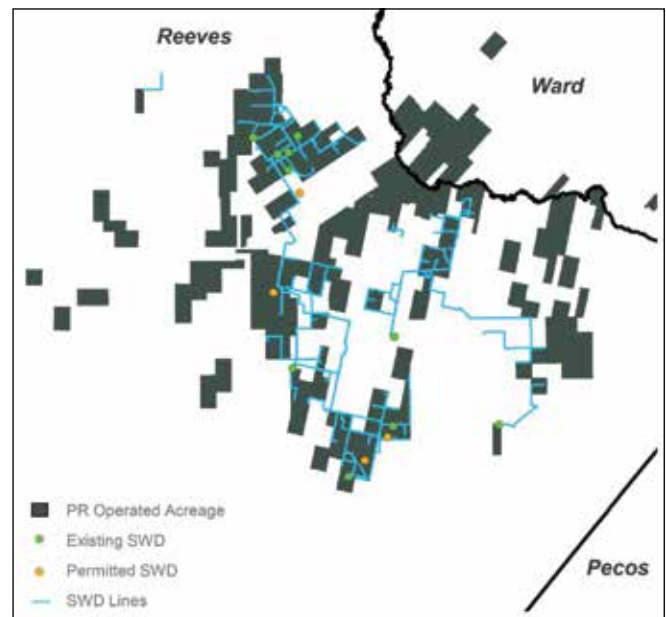 Reeves
Ward
PR Operated Acreage
Existing SWD
Permitted SWD
SWD Lines
Pecos